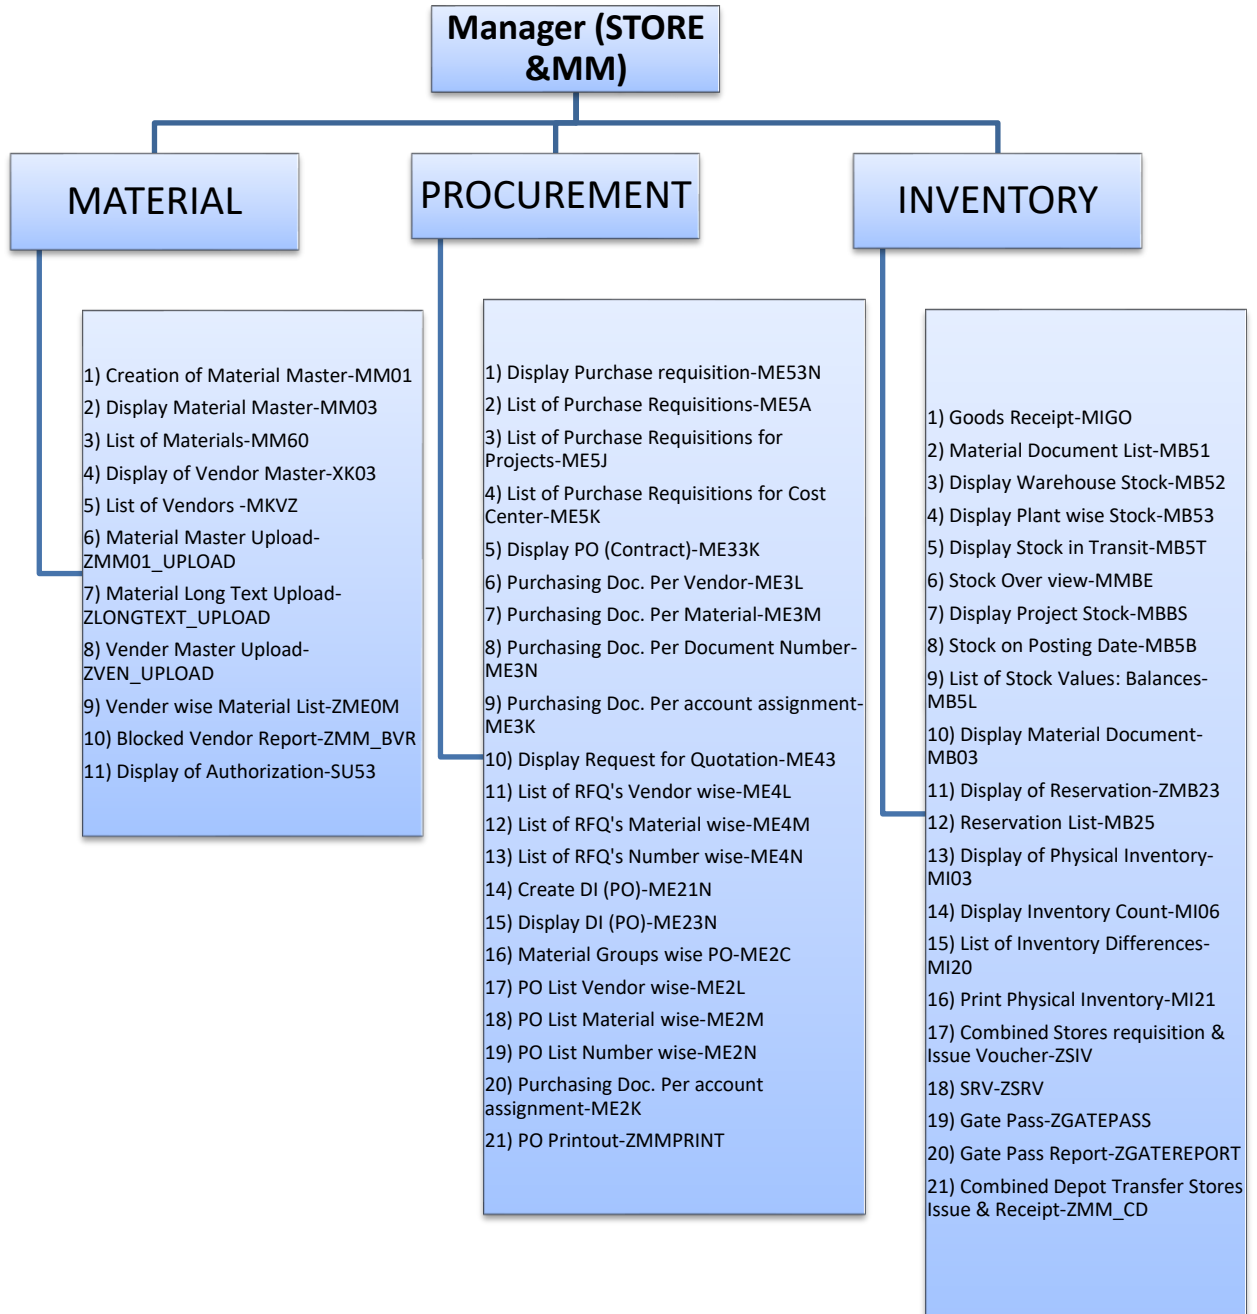 Manager (STORE
&MM)
MATERIAL
PROCUREMENT
INVENTORY
1) Creation of Material Master-MM01
2) Display Material Master-MM03
3) List of Materials-MM60
4) Display of Vendor Master-XK03
5) List of Vendors -MKVZ
6) Material Master Upload-
ZMM01_UPLOAD
7) Material Long Text Upload-
ZLONGTEXT_UPLOAD
8) Vender Master Upload-
ZVEN_UPLOAD
9) Vender wise Material List-ZME0M
10) Blocked Vendor Report-ZMM_BVR
11) Display of Authorization-SU53
1) Display Purchase requisition-ME53N
2) List of Purchase Requisitions-ME5A
3) List of Purchase Requisitions for
Projects-ME5J
4) List of Purchase Requisitions for Cost
Center-ME5K
5) Display PO (Contract)-ME33K
6) Purchasing Doc. Per Vendor-ME3L
7) Purchasing Doc. Per Material-ME3M
8) Purchasing Doc. Per Document Number-
ME3N
9) Purchasing Doc. Per account assignment-
ME3K
10) Display Request for Quotation-ME43
11) List of RFQ's Vendor wise-ME4L
12) List of RFQ's Material wise-ME4M
13) List of RFQ's Number wise-ME4N
14) Create DI (PO)-ME21N
15) Display DI (PO)-ME23N
16) Material Groups wise PO-ME2C
17) PO List Vendor wise-ME2L
18) PO List Material wise-ME2M
19) PO List Number wise-ME2N
20) Purchasing Doc. Per account
assignment-ME2K
21) PO Printout-ZMMPRINT
1) Goods Receipt-MIGO
2) Material Document List-MB51
3) Display Warehouse Stock-MB52
4) Display Plant wise Stock-MB53
5) Display Stock in Transit-MB5T
6) Stock Over view-MMBE
7) Display Project Stock-MBBS
8) Stock on Posting Date-MB5B
9) List of Stock Values: Balances-
MB5L
10) Display Material Document-
MB03
11) Display of Reservation-ZMB23
12) Reservation List-MB25
13) Display of Physical Inventory-
MI03
14) Display Inventory Count-MI06
15) List of Inventory Differences-
MI20
16) Print Physical Inventory-MI21
17) Combined Stores requisition &
Issue Voucher-ZSIV
18) SRV-ZSRV
19) Gate Pass-ZGATEPASS
20) Gate Pass Report-ZGATEREPORT
21) Combined Depot Transfer Stores
Issue & Receipt-ZMM_CD